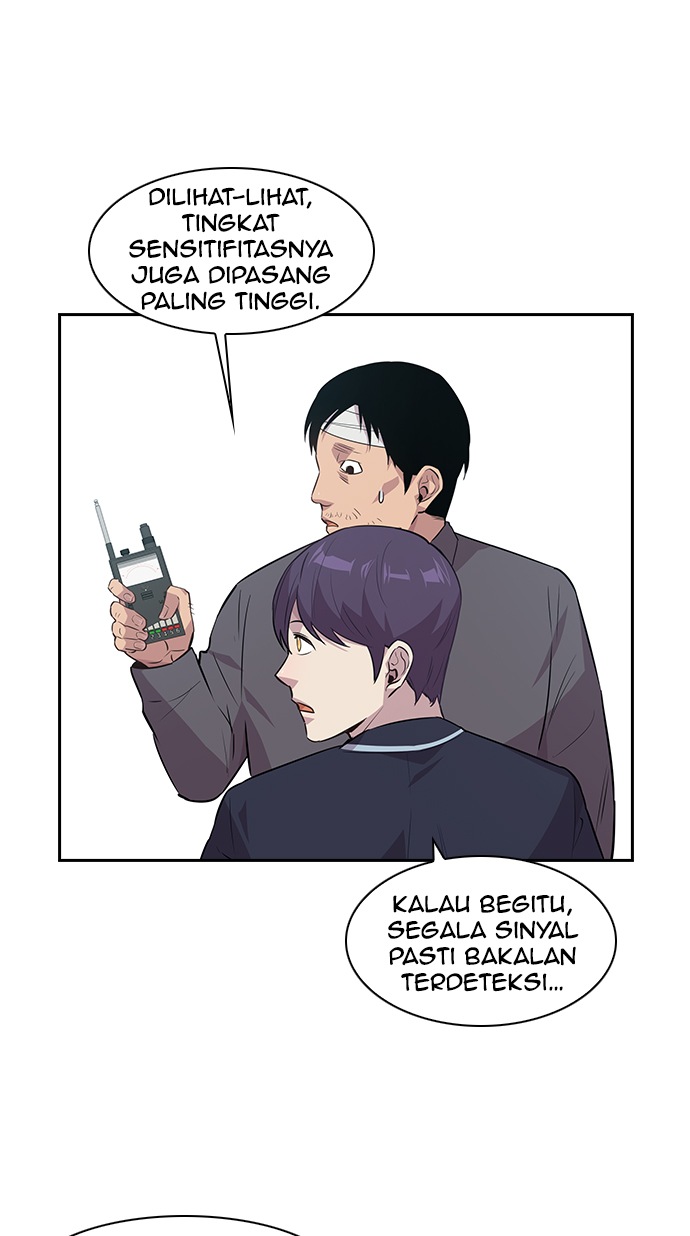 DILIHAT-LIHAT,
TINGKAT
SENSITIFITASNYA
JUGA DIPASANG
PALING TINGGI.
KALAU BEGITU,
SEGALA SINYAL
PASTI BAKALAN
TERDETEKSI...